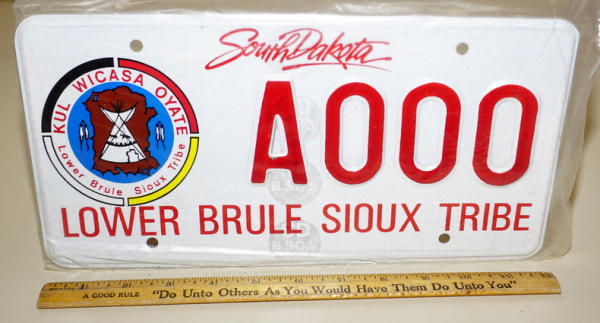 South Dakota
KUL WICASA OYATE
Lower Brule Sioux Tribe
A000
LOWER BRULE SIOUX TRIBE
A GOOD RULE "Do Unto Others As You Would Have Them Do Unto You"